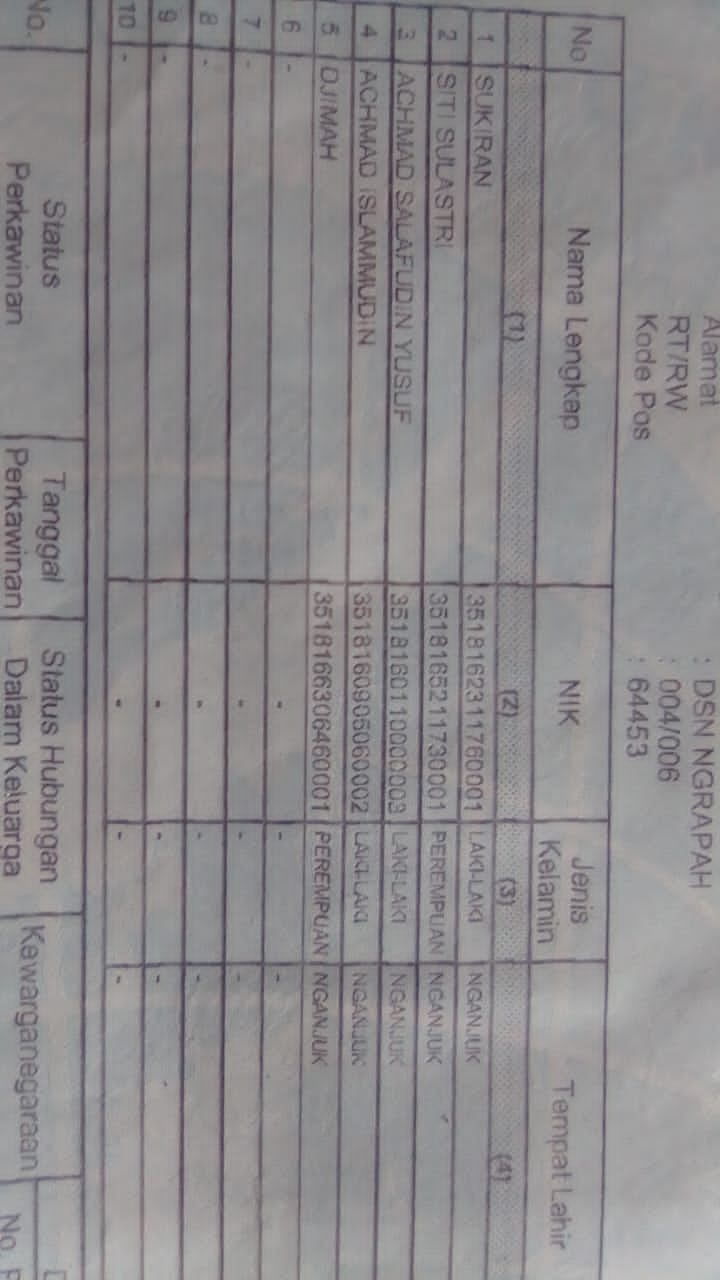 Alamat : DSN NGRAPAH
RT/RW : 004/006
Kode Pos : 64453
No Nama Lengkap NIK Jenis Kelamin Tempat Lahir
(1) (2) (3) (4)
1 SUKIRAN 3518162311760001 LAKI-LAKI NGANJUK
2 SITI SULASTRI 3518165211730001 PEREMPUAN NGANJUK
3 ACHMAD SALAFUDIN YUSUF 3518160110000003 LAKI-LAKI NGANJUK
4 ACHMAD ISLAMMUDIN 3518160905060002 LAKI-LAKI NGANJUK
5 DJIMAH 3518166306460001 PEREMPUAN NGANJUK
6 - - - -
7 - - - -
8 - - - -
9 - - - -
10 - - - -
No. Status Perkawinan Tanggal Perkawinan Status Hubungan Dalam Keluarga Kewarganegaraan No.